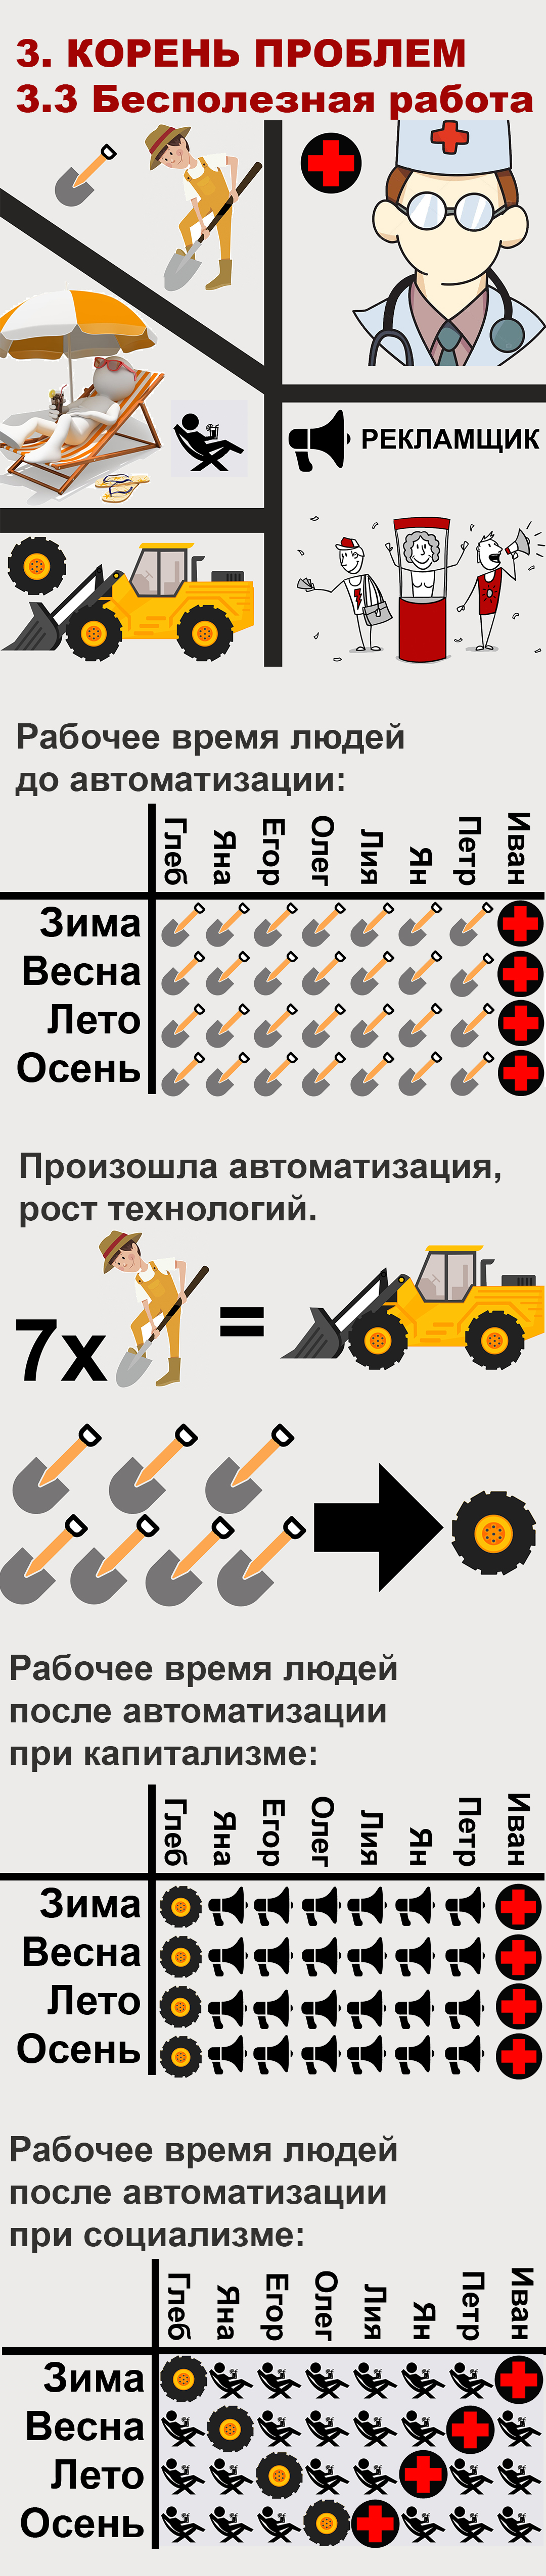 3. КОРЕНЬ ПРОБЛЕМ
3.3 Бесполезная работа
РЕКЛАМЩИК
Рабочее время людей
до автоматизации:
Глеб Яна Егор Олег Лия Ян Петр Иван
Зима
Весна
Лето
Осень
Произошла автоматизация,
рост технологий.
7x =
Рабочее время людей
после автоматизации
при капитализме:
Глеб Яна Егор Олег Лия Ян Петр Иван
Зима
Весна
Лето
Осень
Рабочее время людей
после автоматизации
при социализме:
Глеб Яна Егор Олег Лия Ян Петр Иван
Зима
Весна
Лето
Осень